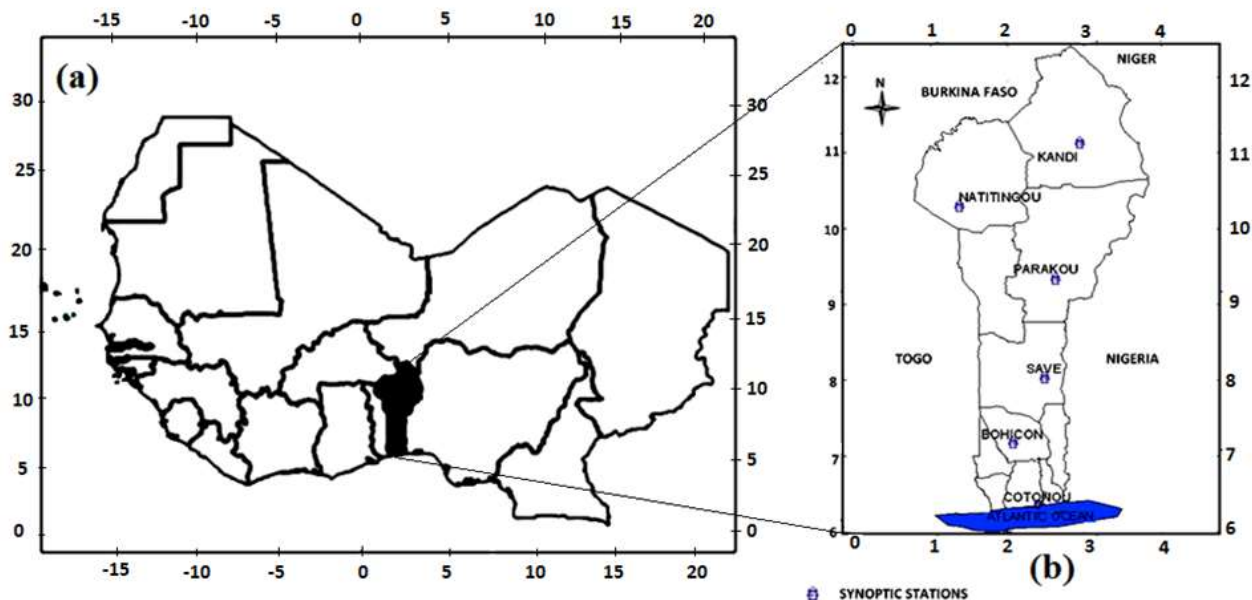 -15 -10 -5 0 5 10 15 20
(a)
30
25
20
15
10
5
0
30
25
20
15
10
5
0
-15 -10 -5 0 5 10 15 20
0 1 2 3 4
N
NIGER
BURKINA FASO
KANDI
NATITINGOU
PARAKOU
TOGO
SAVE
NIGERIA
BOHICON
COTONOU
ATLANTIC OCEAN
12
11
10
9
8
7
6
12
11
10
9
8
7
6
0 1 2 3 4
(b)
SYNOPTIC STATIONS